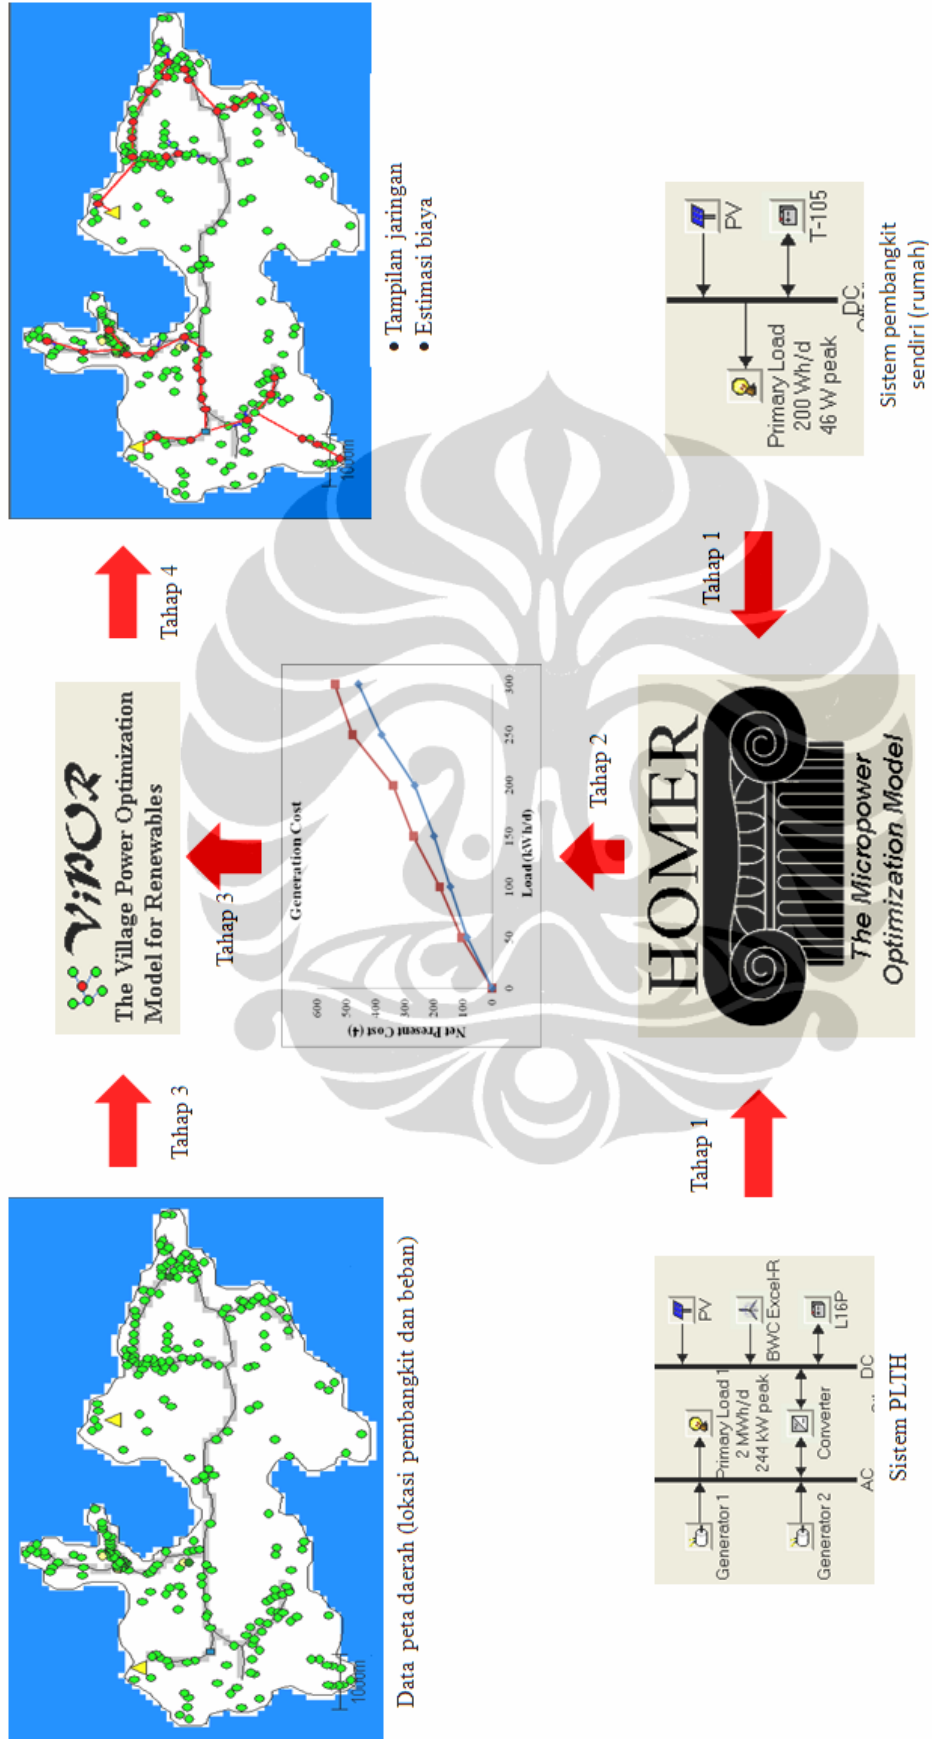 1000m
Data peta daerah (lokasi pembangkit dan beban)
Tahap 3
ViPOR
The Village Power Optimization
Model for Renewables
Tahap 4
1000m
• Tampilan jaringan
• Estimasi biaya
Tahap 3
Generation Cost
Net Present Cost
600
500
400
300
200
100
0
0
50
100
150
200
250
300
Load (kWh/d)
Tahap 2
Generator 1
Generator 2
AC
Primary Load 1
2 MWh/d
244 kW peak
Converter
DC
PV
BWC Excel-R
L16P
Sistem PLTH
Tahap 1
HOMER
The Micropower
Optimization Model
Tahap 1
Primary Load
200 Wh/d
46 W peak
DC
PV
T-105
Sistem pembangkit
sendiri (rumah)